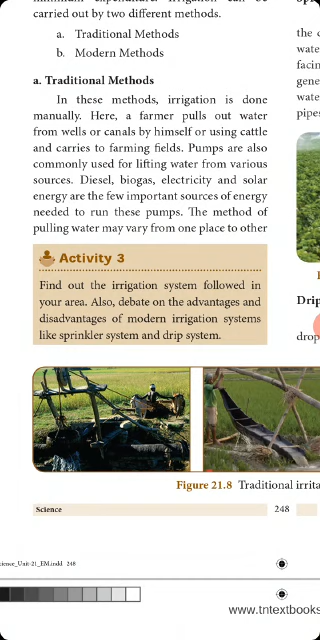 carried out by two different methods.
a. Traditional Methods
b. Modern Methods
a. Traditional Methods
In these methods, irrigation is done
manually. Here, a farmer pulls out water
from wells or canals by himself or using cattle
and carries to farming fields. Pumps are also
commonly used for lifting water from various
sources. Diesel, biogas, electricity and solar
energy are the few important sources of energy
needed to run these pumps. The method of
pulling water may vary from one place to other
Activity 3
Find out the irrigation system followed in
your area. Also, debate on the advantages and
disadvantages of modern irrigation systems
like sprinkler system and drip system.
Figure 21.8 Traditional irrita
Science 248
cience_Unit-21_EM.indd 248
the
wate
facin
gene
wate
pipes
Drip
drop
www.tntextbooks